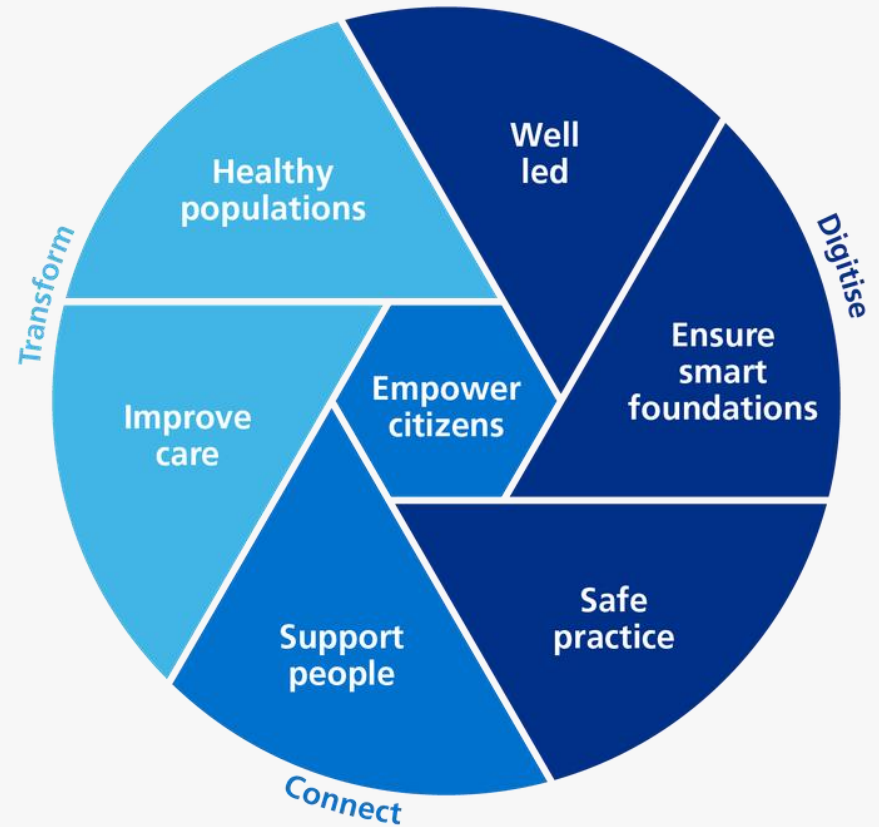 Well
led
Digitise
Ensure
smart
foundations
Safe
practice
Connect
Support
people
Transform
Improve
care
Healthy
populations
Empower
citizens